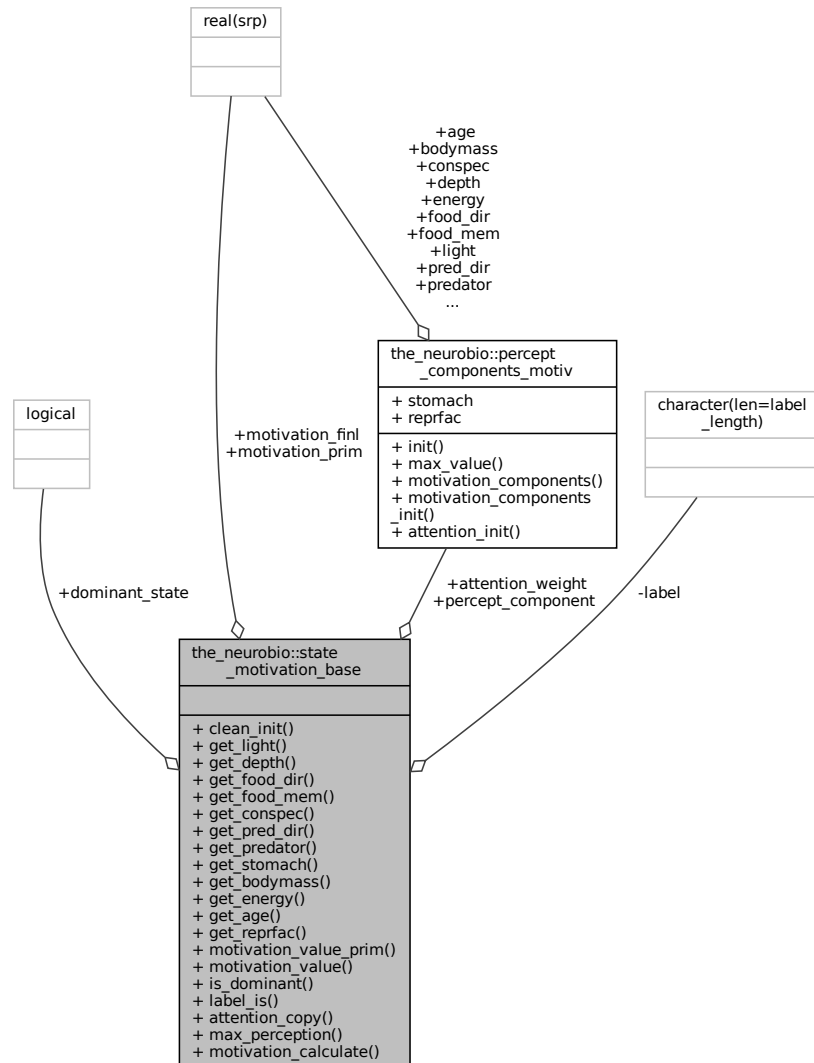 real(srp)
+age
+bodymass
+conspec
+depth
+energy
+food_dir
+food_mem
+light
+pred_dir
+predator
...
the_neurobio::percept
_components_motiv
+ stomach
+ reprfac
+ init()
+ max_value()
+ motivation_components()
+ motivation_components
_init()
+ attention_init()
character(len=label
_length)
logical
+motivation_finl
+motivation_prim
+dominant_state
+attention_weight
+percept_component
-label
the_neurobio::state
_motivation_base
+ clean_init()
+ get_light()
+ get_depth()
+ get_food_dir()
+ get_food_mem()
+ get_conspec()
+ get_pred_dir()
+ get_predator()
+ get_stomach()
+ get_bodymass()
+ get_energy()
+ get_age()
+ get_reprfac()
+ motivation_value_prim()
+ motivation_value()
+ is_dominant()
+ label_is()
+ attention_copy()
+ max_perception()
+ motivation_calculate()